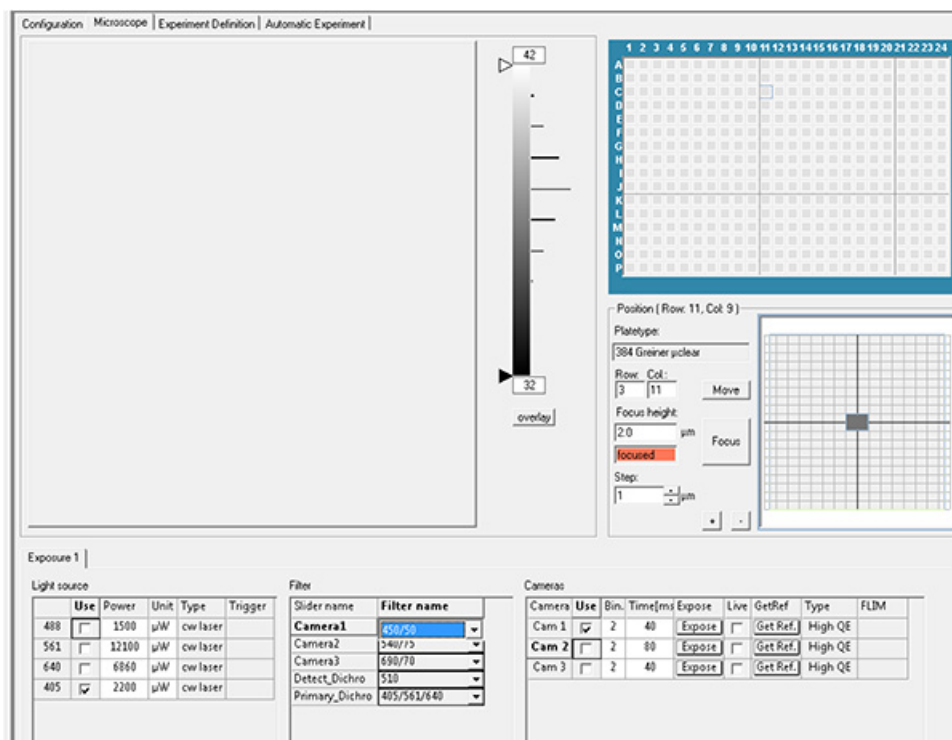 Configuration Microscope Experiment Definition Automatic Experiment
42
32
overlay
1 2 3 4 5 6 7 8 9 10 11 12 13 14 15 16 17 18 19 20 21 22 23 24
A
B
C
D
E
F
G
H
I
J
K
L
M
N
O
P
Position ( Row: 11, Col: 9 )
Platetype:
384 Greiner µclear
Row: Col.:
3 11 Move
Focus height:
2.0 µm Focus
focused
Step:
1 µm
+ -
Exposure 1
Light source
Use Power Unit Type Trigger
488 1500 µW cw laser
561 12100 µW cw laser
640 6860 µW cw laser
405 2200 µW cw laser
Filter
Slider name Filter name
Camera1 450/50
Camera2 540/75
Camera3 690/70
Detect_Dichro 510
Primary_Dichro 405/561/640
Cameras
Camera Use Bin. Time[ms Expose Live GetRef Type FLIM
Cam 1 2 40 Expose Get Ref. High QE
Cam 2 2 80 Expose Get Ref. High QE
Cam 3 2 40 Expose Get Ref. High QE